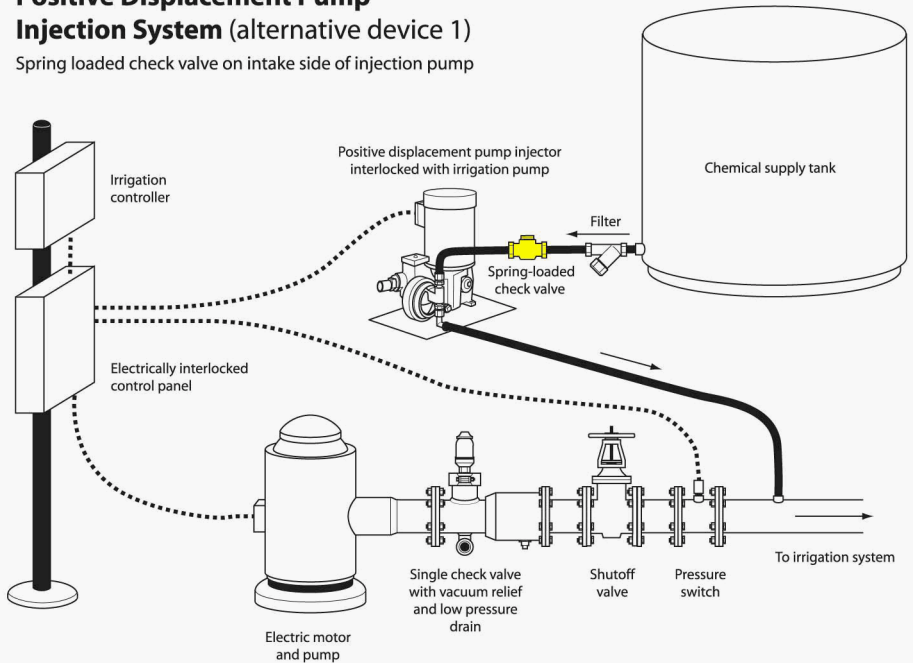 Positive Displacement Pump
Injection System (alternative device 1)
Spring loaded check valve on intake side of injection pump
Irrigation
controller
Positive displacement pump injector
interlocked with irrigation pump
Chemical supply tank
Filter
Spring-loaded
check valve
Electrically interlocked
control panel
To irrigation system
Single check valve
with vacuum relief
and low pressure
drain
Shutoff
valve
Pressure
switch
Electric motor
and pump